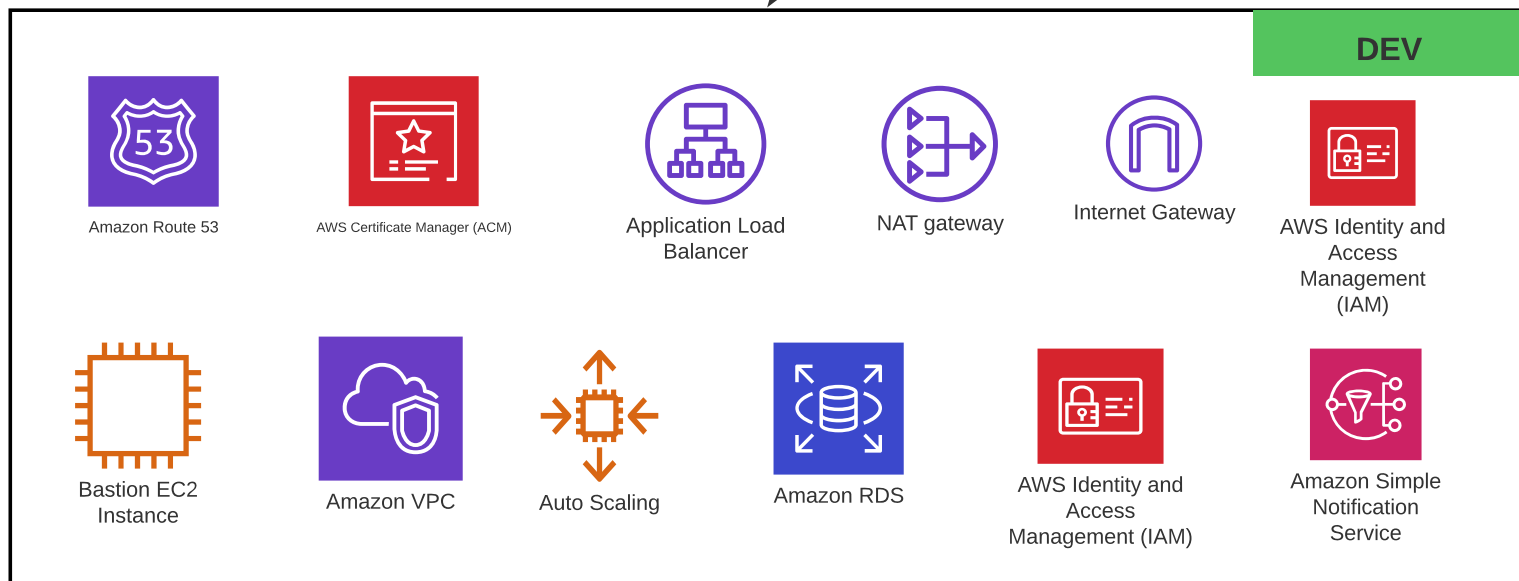 DEV
53
Amazon Route 53
AWS Certificate Manager (ACM)
Application Load
Balancer
NAT gateway
Internet Gateway
AWS Identity and
Access
Management
(IAM)
Bastion EC2
Instance
Amazon VPC
Auto Scaling
Amazon RDS
AWS Identity and
Access
Management (IAM)
Amazon Simple
Notification
Service